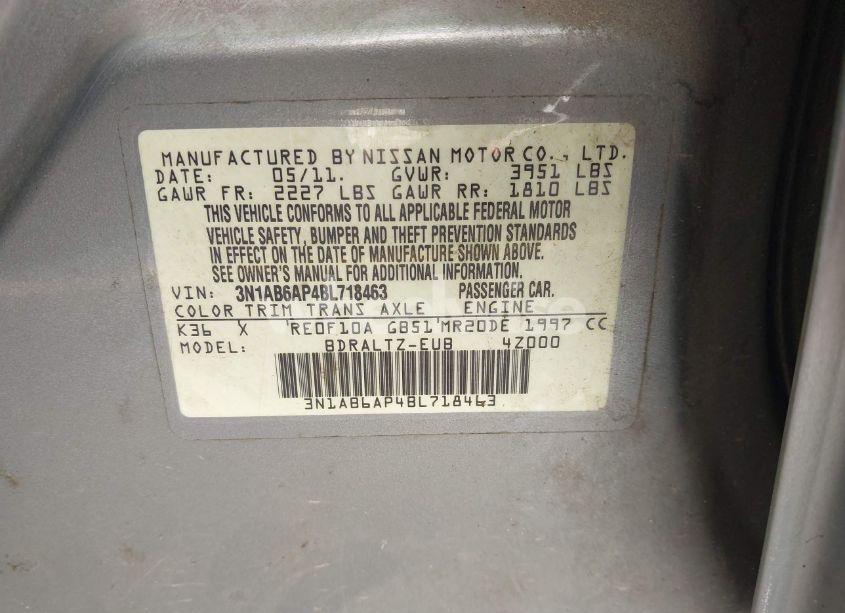 MANUFACTURED BY NISSAN MOTOR CO., LTD.
DATE: 05/11. GVWR: 3951 LBS
GAWR FR: 2227 LBS GAWR RR: 1810 LBS
THIS VEHICLE CONFORMS TO ALL APPLICABLE FEDERAL MOTOR
VEHICLE SAFETY, BUMPER AND THEFT PREVENTION STANDARDS
IN EFFECT ON THE DATE OF MANUFACTURE SHOWN ABOVE.
SEE OWNER'S MANUAL FOR ADDITIONAL INFORMATION.
VIN: 3N1AB6AP4BL718463 PASSENGER CAR.
COLOR TRIM TRANS AXLE ENGINE
K36 X RE0F10A GB51 MR20DE 1997 CC
MODEL: BDRALTZ-EUB 4Z000
3N1AB6AP4BL718463